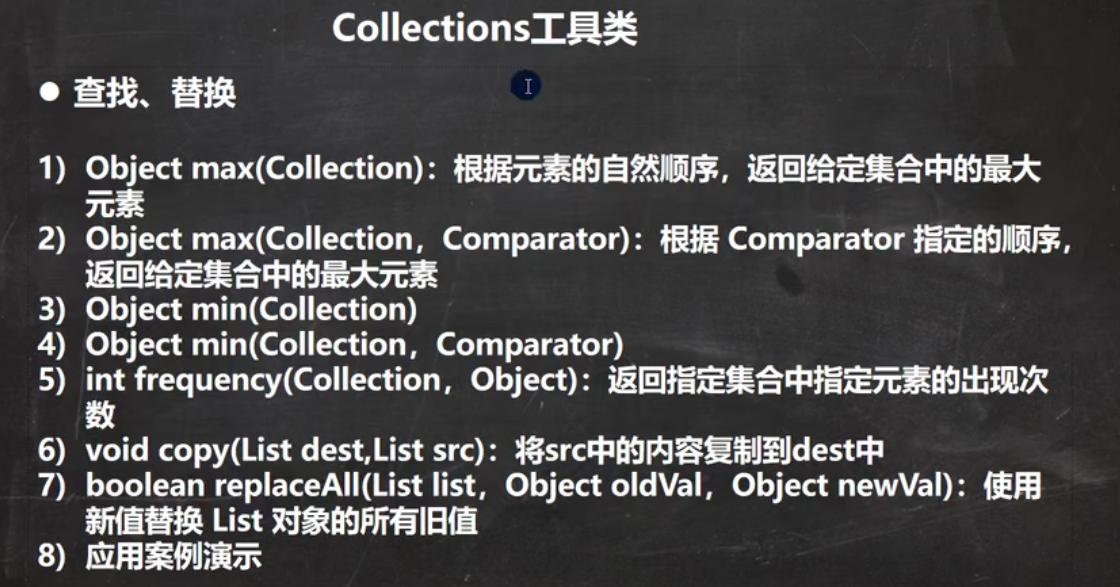 Collections工具类
● 查找、替换
1) Object max(Collection)：根据元素的自然顺序，返回给定集合中的最大
元素
2) Object max(Collection，Comparator)：根据 Comparator 指定的顺序，
返回给定集合中的最大元素
3) Object min(Collection)
4) Object min(Collection，Comparator)
5) int frequency(Collection，Object)：返回指定集合中指定元素的出现次
数
6) void copy(List dest,List src)：将src中的内容复制到dest中
7) boolean replaceAll(List list，Object oldVal，Object newVal)：使用
新值替换 List 对象的所有旧值
8) 应用案例演示